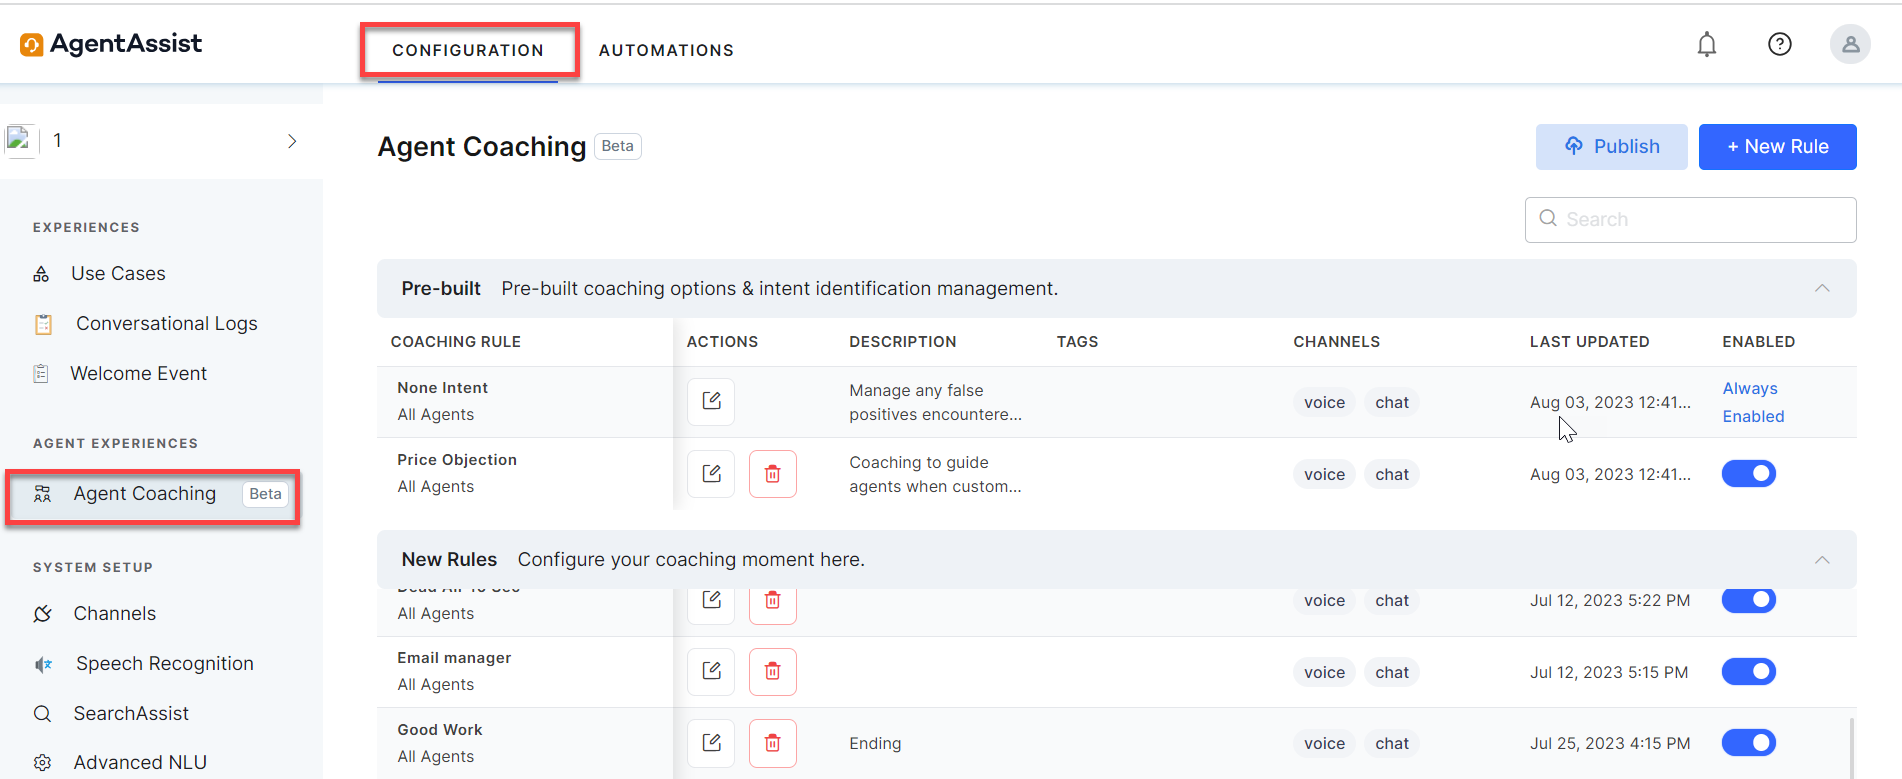 AgentAssist
CONFIGURATION
AUTOMATIONS
1
EXPERIENCES
Use Cases
Conversational Logs
Welcome Event
AGENT EXPERIENCES
Agent Coaching Beta
SYSTEM SETUP
Channels
Speech Recognition
SearchAssist
Advanced NLU
Agent Coaching Beta
Publish
+ New Rule
Search
Pre-built Pre-built coaching options & intent identification management.
COACHING RULE ACTIONS DESCRIPTION TAGS CHANNELS LAST UPDATED ENABLED
None Intent
All Agents
Manage any false
positives encountere...
voice chat
Aug 03, 2023 12:41...
Always
Enabled
Price Objection
All Agents
Coaching to guide
agents when custom...
voice chat
Aug 03, 2023 12:41...
New Rules Configure your coaching moment here.
All Agents
voice chat
Jul 12, 2023 5:22 PM
Email manager
All Agents
voice chat
Jul 12, 2023 5:15 PM
Good Work
All Agents
Ending
voice chat
Jul 25, 2023 4:15 PM